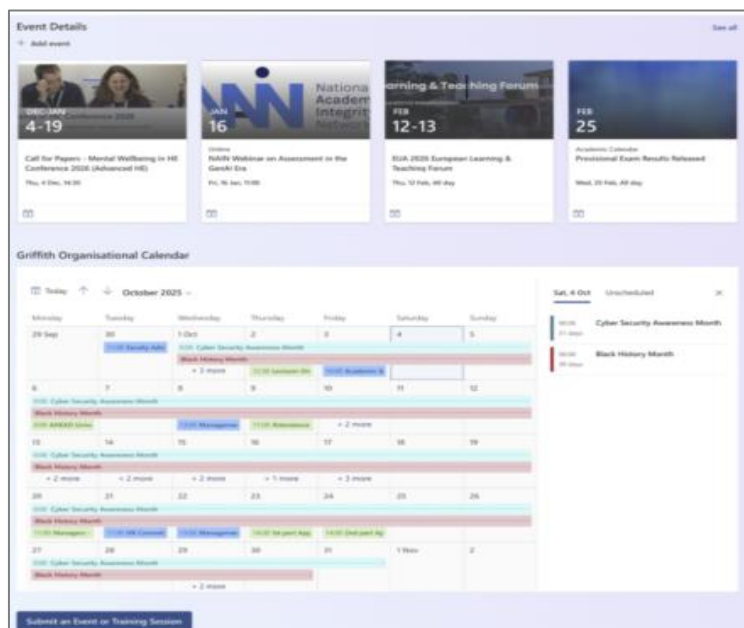 Event Details
See all
+ Add event
DEC-JAN
4-19
Conference 2026
JAN
16
National
Academ
Integrit
Network
arning & Teaching Forum
FEB
12-13
FEB
25
Call for Papers - Mental Wellbeing in HE
Conference 2026 (Advanced HE)
Thu, 4 Dec, 14:30
Online
NAIN Webinar on Assessment in the
GenAI Era
Fri, 16 Jan, 11:00
EUA 2026 European Learning &
Teaching Forum
Thu, 12 Feb, All day
Academic Calendar
Provisional Exam Results Released
Wed, 25 Feb, All day
Griffith Organisational Calendar
Today
October 2025
Sat, 4 Oct
Unscheduled
Monday Tuesday Wednesday Thursday Friday Saturday Sunday
29 Sep 30 1 Oct 2 3 4 5
Cyber Security Awareness Month
Black History Month
+ 3 more
Cyber Security Awareness Month
Black History Month
6 7 8 9 10 11 12
Cyber Security Awareness Month
Black History Month
+ 2 more
13 14 15 16 17 18 19
Cyber Security Awareness Month
Black History Month
+ 2 more + 2 more + 2 more + 1 more + 3 more
20 21 22 23 24 25 26
Cyber Security Awareness Month
Black History Month
27 28 29 30 31 1 Nov 2
Cyber Security Awareness Month
Black History Month
+ 2 more
Submit an Event or Training Session